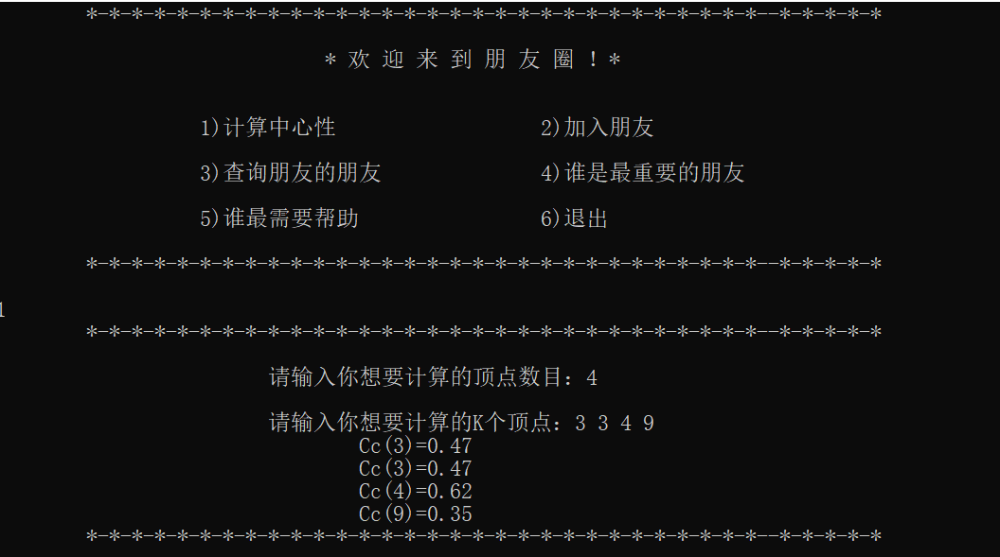 *-*-*-*-*-*-*-*-*-*-*-*-*-*-*-*-*-*-*-*-*-*-*-*-*-*-*-*-*-*--*-*-*-*-*
* 欢 迎 来 到 朋 友 圈 ! *
1)计算中心性 2)加入朋友
3)查询朋友的朋友 4)谁是最重要的朋友
5)谁最需要帮助 6)退出
*-*-*-*-*-*-*-*-*-*-*-*-*-*-*-*-*-*-*-*-*-*-*-*-*-*-*-*-*-*--*-*-*-*-*
1
*-*-*-*-*-*-*-*-*-*-*-*-*-*-*-*-*-*-*-*-*-*-*-*-*-*-*-*-*-*--*-*-*-*-*
请输入你想要计算的顶点数目：4
请输入你想要计算的K个顶点：3 3 4 9
Cc(3)=0.47
Cc(3)=0.47
Cc(4)=0.62
Cc(9)=0.35
*-*-*-*-*-*-*-*-*-*-*-*-*-*-*-*-*-*-*-*-*-*-*-*-*-*-*-*-*-*--*-*-*-*-*